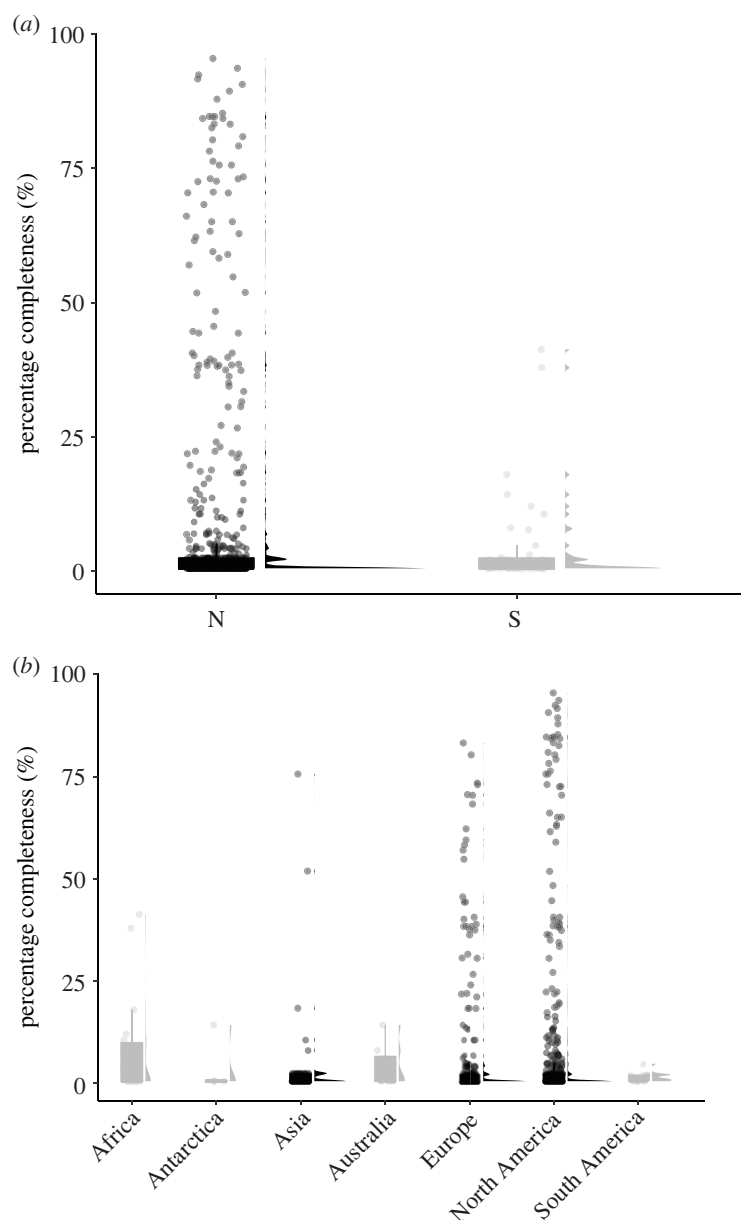 (a)
100
75
50
25
0
percentage completeness (%)
N
S
(b)
100
75
50
25
0
percentage completeness (%)
Africa
Antarctica
Asia
Australia
Europe
North America
South America